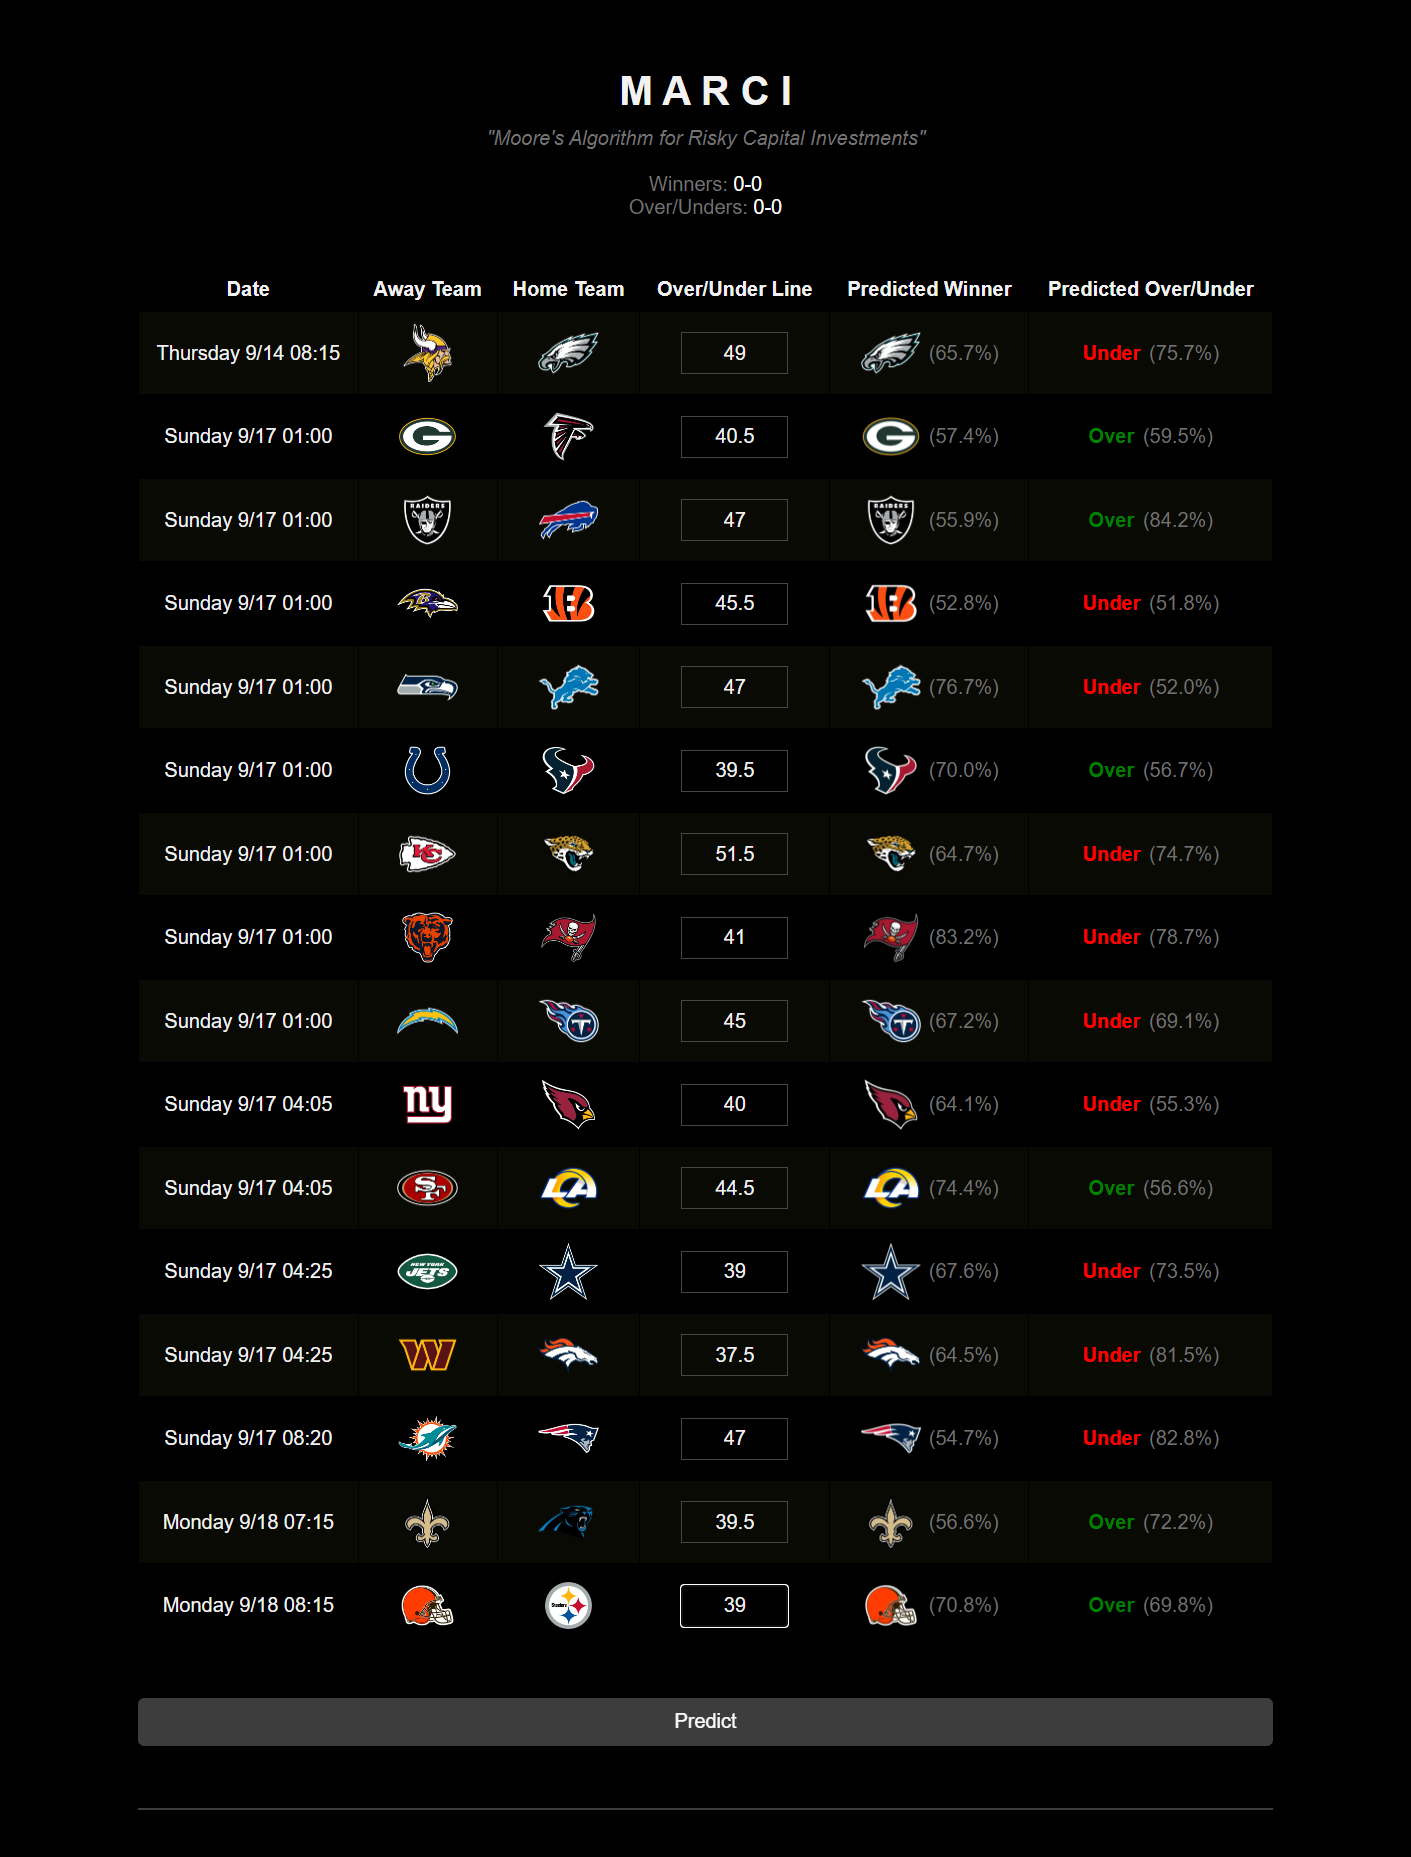 MARCI
"Moore's Algorithm for Risky Capital Investments"
Winners: 0-0
Over/Unders: 0-0
Date Away Team Home Team Over/Under Line Predicted Winner Predicted Over/Under
Thursday 9/14 08:15 49 (65.7%) Under (75.7%)
Sunday 9/17 01:00 G 40.5 G (57.4%) Over (59.5%)
Sunday 9/17 01:00 RAIDERS 47 RAIDERS (55.9%) Over (84.2%)
Sunday 9/17 01:00 B 45.5 B (52.8%) Under (51.8%)
Sunday 9/17 01:00 47 (76.7%) Under (52.0%)
Sunday 9/17 01:00 39.5 (70.0%) Over (56.7%)
Sunday 9/17 01:00 KC 51.5 (64.7%) Under (74.7%)
Sunday 9/17 01:00 41 (83.2%) Under (78.7%)
Sunday 9/17 01:00 T 45 T (67.2%) Under (69.1%)
Sunday 9/17 04:05 ny 40 (64.1%) Under (55.3%)
Sunday 9/17 04:05 SF LA 44.5 LA (74.4%) Over (56.6%)
Sunday 9/17 04:25 NEW YORK JETS 39 (67.6%) Under (73.5%)
Sunday 9/17 04:25 W 37.5 (64.5%) Under (81.5%)
Sunday 9/17 08:20 47 (54.7%) Under (82.8%)
Monday 9/18 07:15 39.5 (56.6%) Over (72.2%)
Monday 9/18 08:15 Steelers 39 (70.8%) Over (69.8%)
Predict